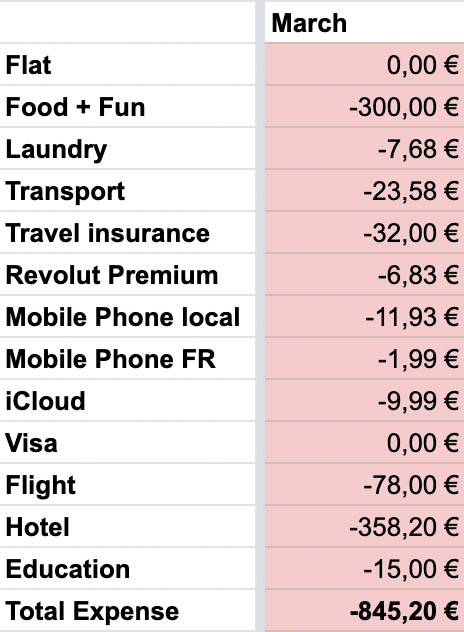 March
Flat 0,00 €
Food + Fun -300,00 €
Laundry -7,68 €
Transport -23,58 €
Travel insurance -32,00 €
Revolut Premium -6,83 €
Mobile Phone local -11,93 €
Mobile Phone FR -1,99 €
iCloud -9,99 €
Visa 0,00 €
Flight -78,00 €
Hotel -358,20 €
Education -15,00 €
Total Expense -845,20 €